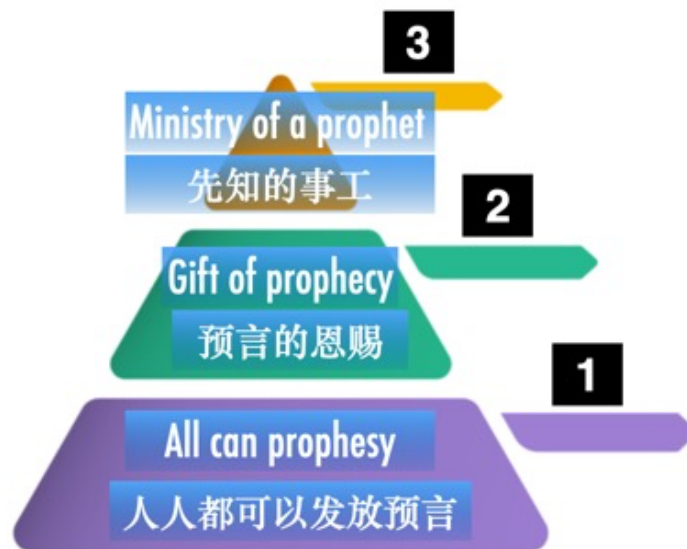 3
Ministry of a prophet
先知的事工
2
Gift of prophecy
预言的恩赐
1
All can prophesy
人人都可以发放预言